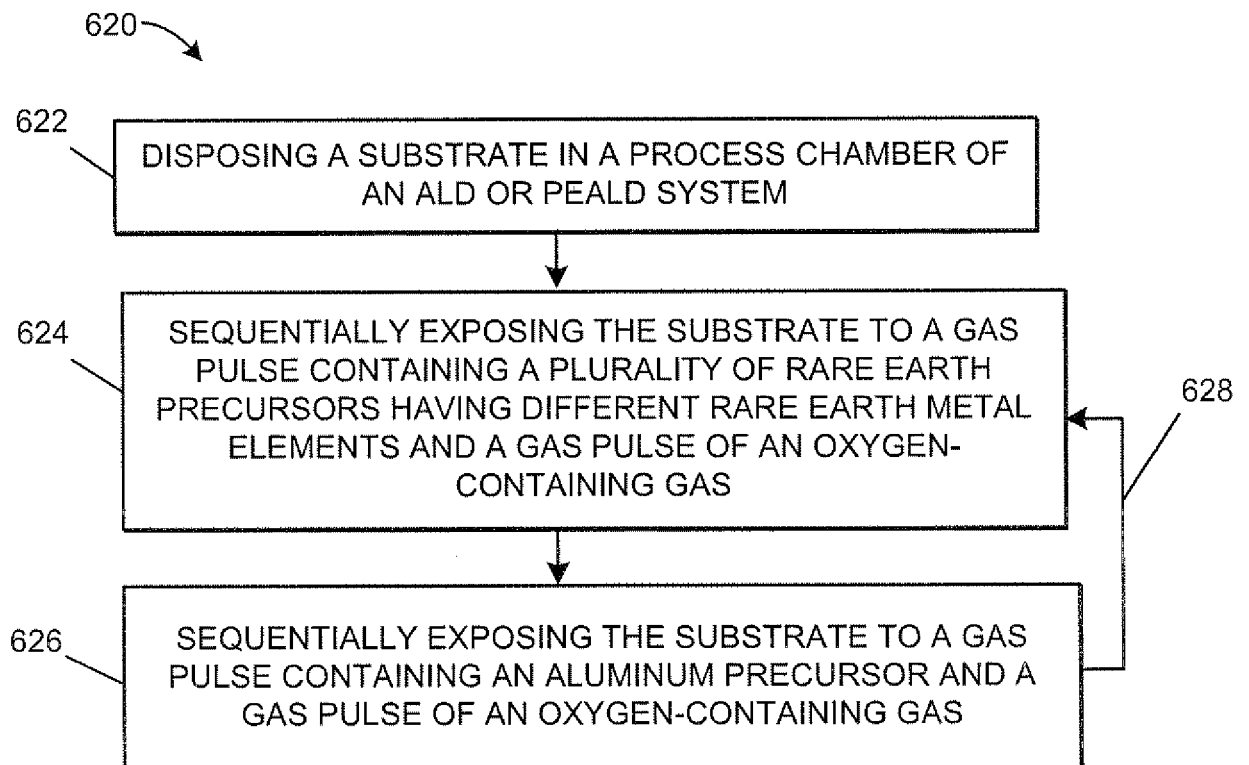 620
622
DISPOSING A SUBSTRATE IN A PROCESS CHAMBER OF
AN ALD OR PEALD SYSTEM
624
SEQUENTIALLY EXPOSING THE SUBSTRATE TO A GAS
PULSE CONTAINING A PLURALITY OF RARE EARTH
PRECURSORS HAVING DIFFERENT RARE EARTH METAL
ELEMENTS AND A GAS PULSE OF AN OXYGEN-
CONTAINING GAS
628
626
SEQUENTIALLY EXPOSING THE SUBSTRATE TO A GAS
PULSE CONTAINING AN ALUMINUM PRECURSOR AND A
GAS PULSE OF AN OXYGEN-CONTAINING GAS